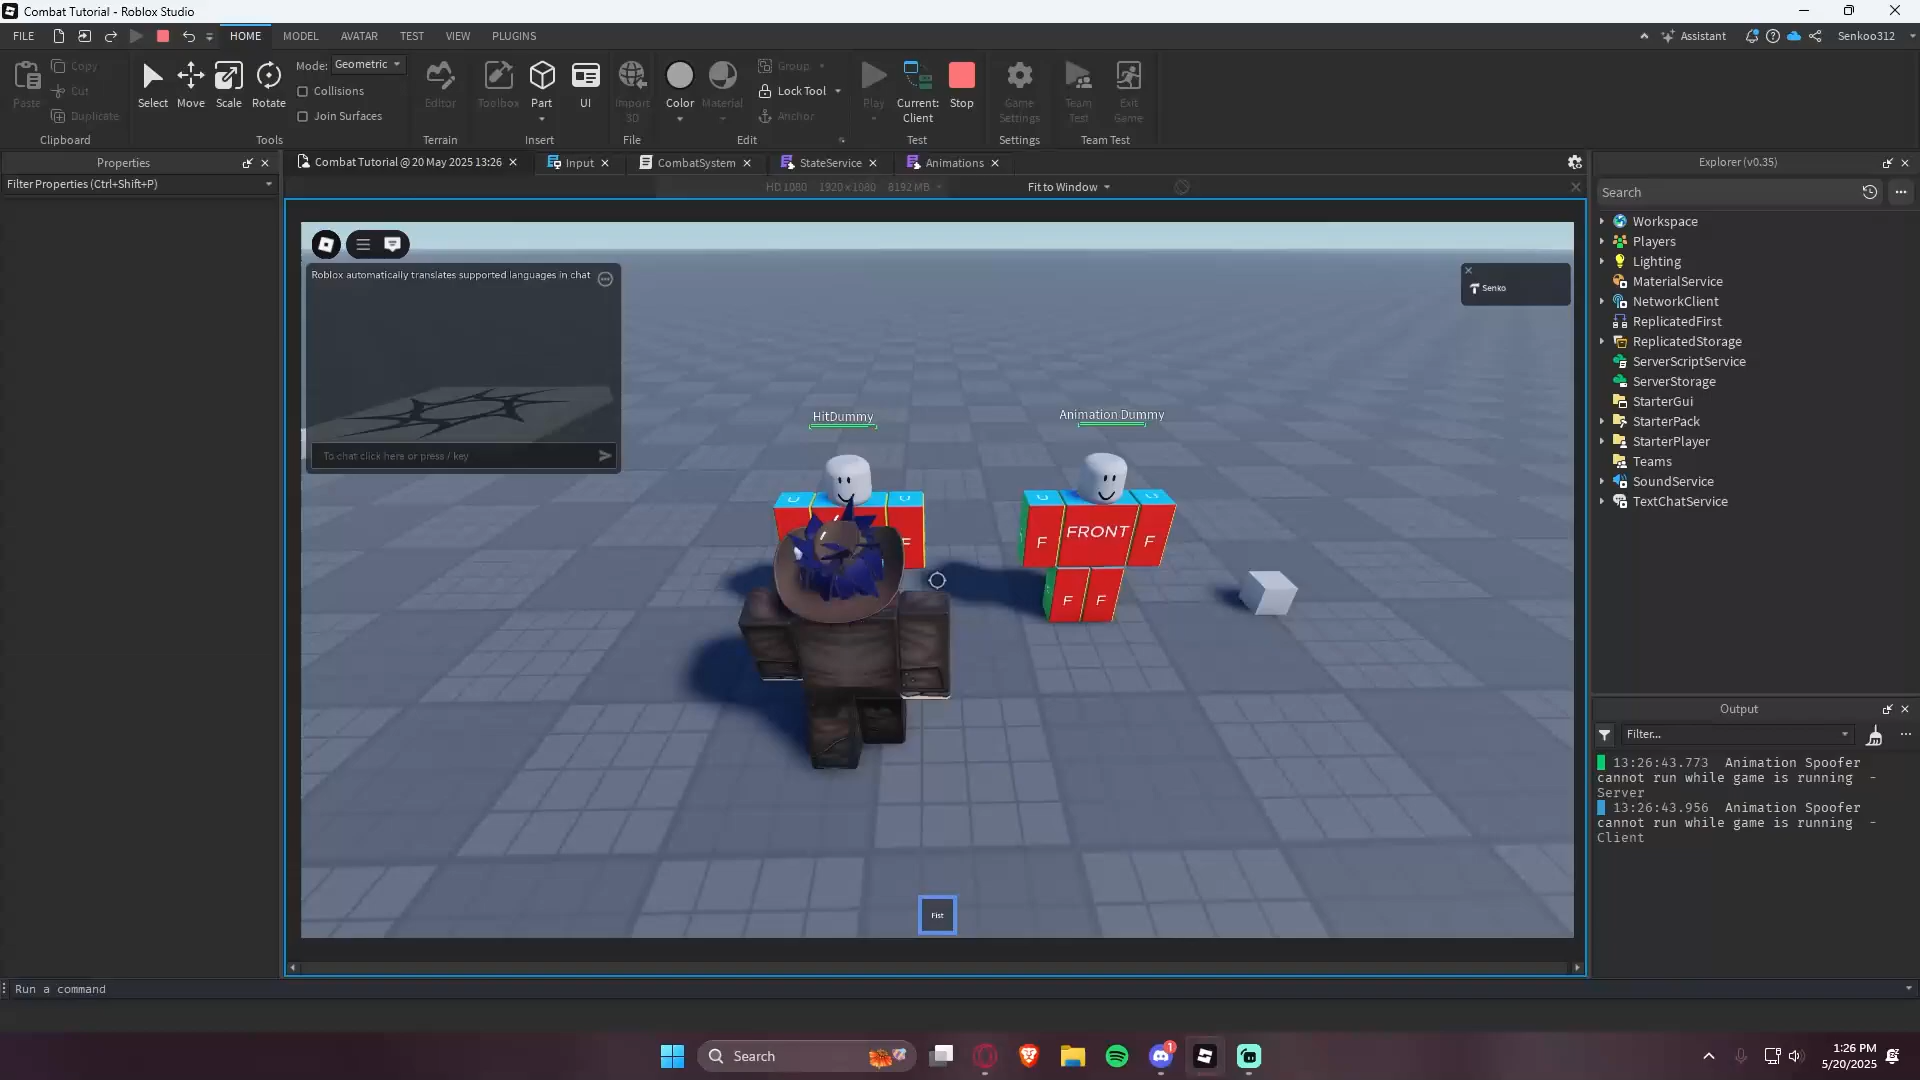 Combat Tutorial - Roblox Studio
FILE
HOME
MODEL
AVATAR
TEST
VIEW
PLUGINS
Assistant
Senkoo312
Paste
Copy
Cut
Duplicate
Clipboard
Select
Move
Scale
Rotate
Mode:
Geometric
Collisions
Join Surfaces
Tools
Editor
Terrain
Toolbox
Part
UI
Insert
Import
3D
File
Color
Material
Group
Lock Tool
Anchor
Edit
Play
Current:
Client
Stop
Test
Game
Settings
Settings
Team
Test
Exit
Game
Team Test
Properties
Filter Properties (Ctrl+Shift+P)
Combat Tutorial @ 20 May 2025 13:26
Input
CombatSystem
StateService
Animations
HD 1080 1920 x 1080 8192 MB
Fit to Window
Roblox automatically translates supported languages in chat
To chat click here or press / key
Senko
HitDummy
Animation Dummy
U
U
U
U
F
F
FRONT
F
F
F
Fist
Explorer (v0.35)
Search
Workspace
Players
Lighting
MaterialService
NetworkClient
ReplicatedFirst
ReplicatedStorage
ServerScriptService
ServerStorage
StarterGui
StarterPack
StarterPlayer
Teams
SoundService
TextChatService
Output
Filter...
13:26:43.773 Animation Spoofer
cannot run while game is running -
Server
13:26:43.956 Animation Spoofer
cannot run while game is running -
Client
Run a command
Search
1
1:26 PM
5/20/2025